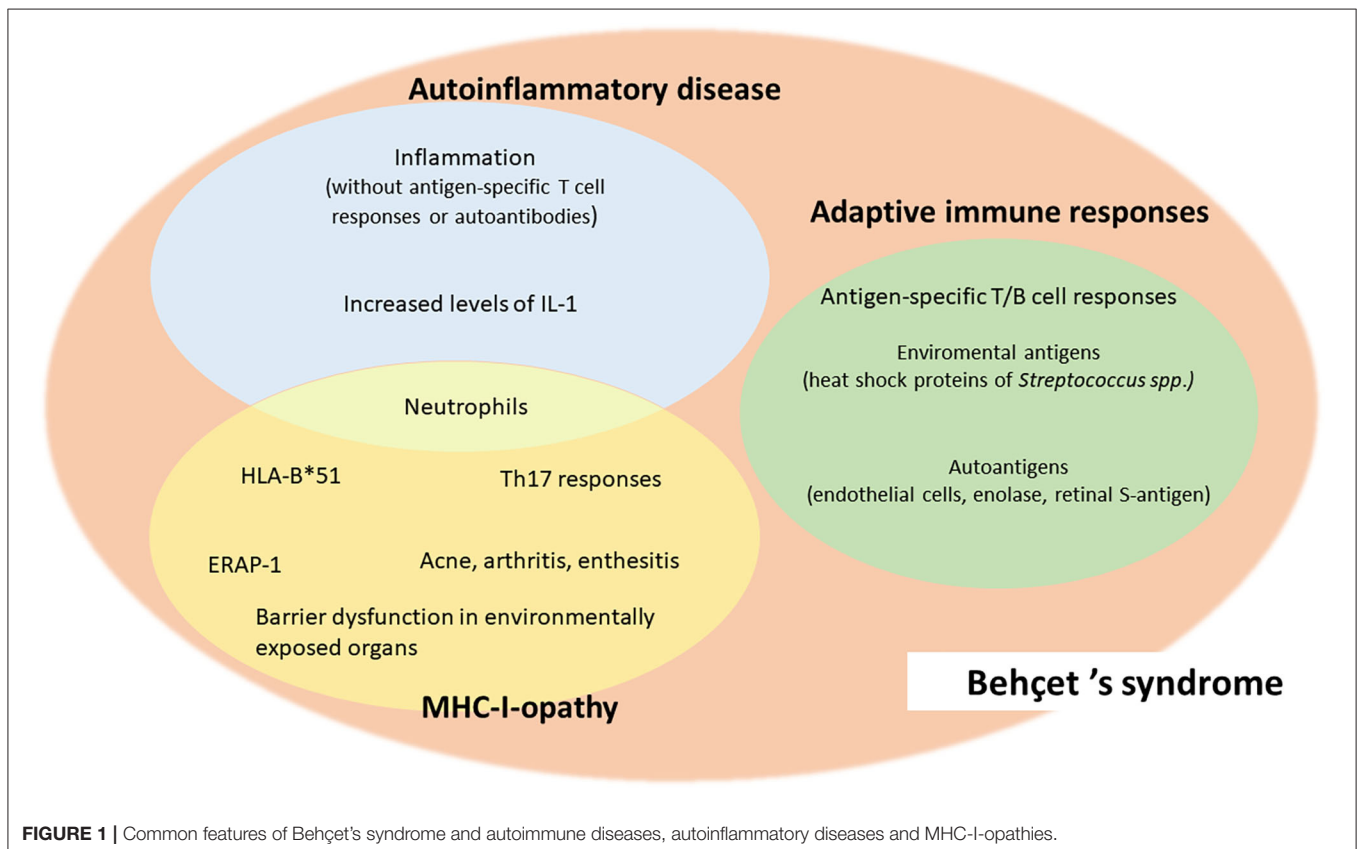 Autoinflammatory disease
Inflammation
(without antigen-specific T cell
responses or autoantibodies)
Increased levels of IL-1
Adaptive immune responses
Antigen-specific T/B cell responses
Enviromental antigens
(heat shock proteins of Streptococcus spp.)
Autoantigens
(endothelial cells, enolase, retinal S-antigen)
Neutrophils
HLA-B*51
Th17 responses
ERAP-1
Acne, arthritis, enthesitis
Barrier dysfunction in environmentally
exposed organs
MHC-I-opathy
Behçet 's syndrome
FIGURE 1 | Common features of Behçet's syndrome and autoimmune diseases, autoinflammatory diseases and MHC-I-opathies.